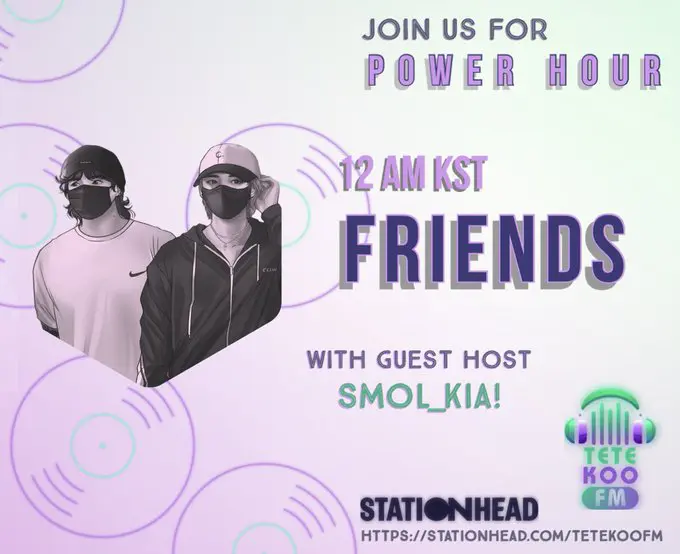 JOIN US FOR
POWER HOUR
12 AM KST
FRIENDS
WITH GUEST HOST
SMOL_KIA!
TETE
KOO
FM
STATIONHEAD
HTTPS://STATIONHEAD.COM/TETEKOOFM